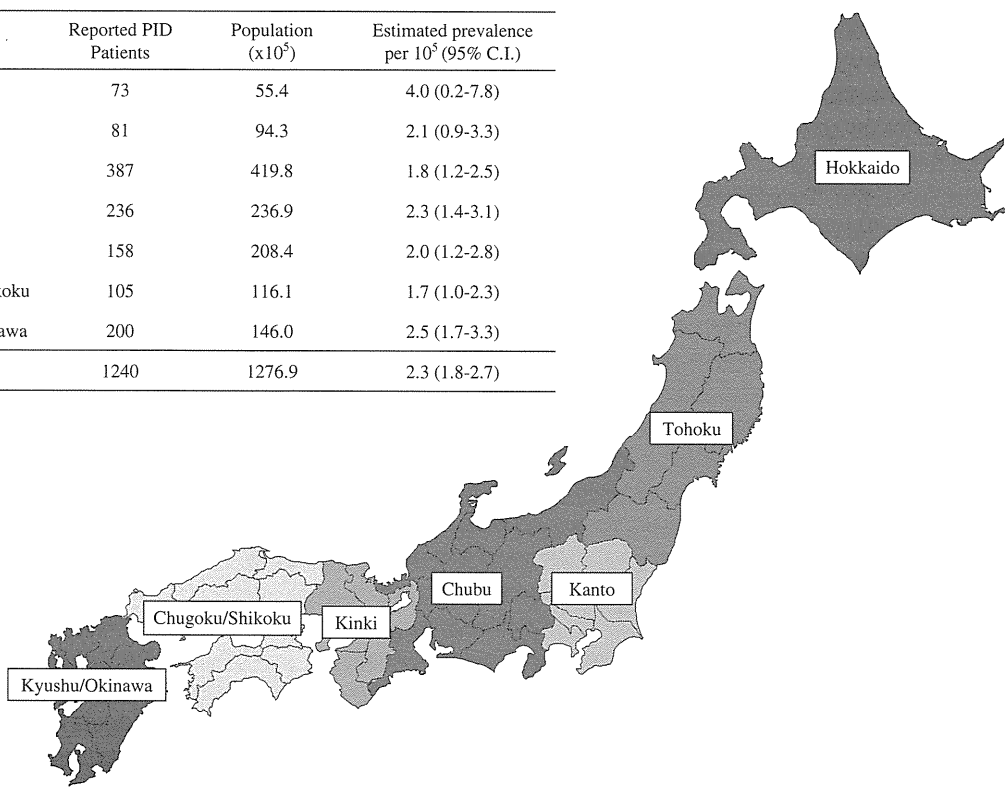 Reported PID Population Estimated prevalence
Patients (x10⁵) per 10⁵ (95% C.I.)
73 55.4 4.0 (0.2-7.8)
81 94.3 2.1 (0.9-3.3)
387 419.8 1.8 (1.2-2.5)
236 236.9 2.3 (1.4-3.1)
158 208.4 2.0 (1.2-2.8)
koku 105 116.1 1.7 (1.0-2.3)
awa 200 146.0 2.5 (1.7-3.3)
1240 1276.9 2.3 (1.8-2.7)
Hokkaido
Tohoku
Chubu
Kanto
Chugoku/Shikoku
Kinki
Kyushu/Okinawa